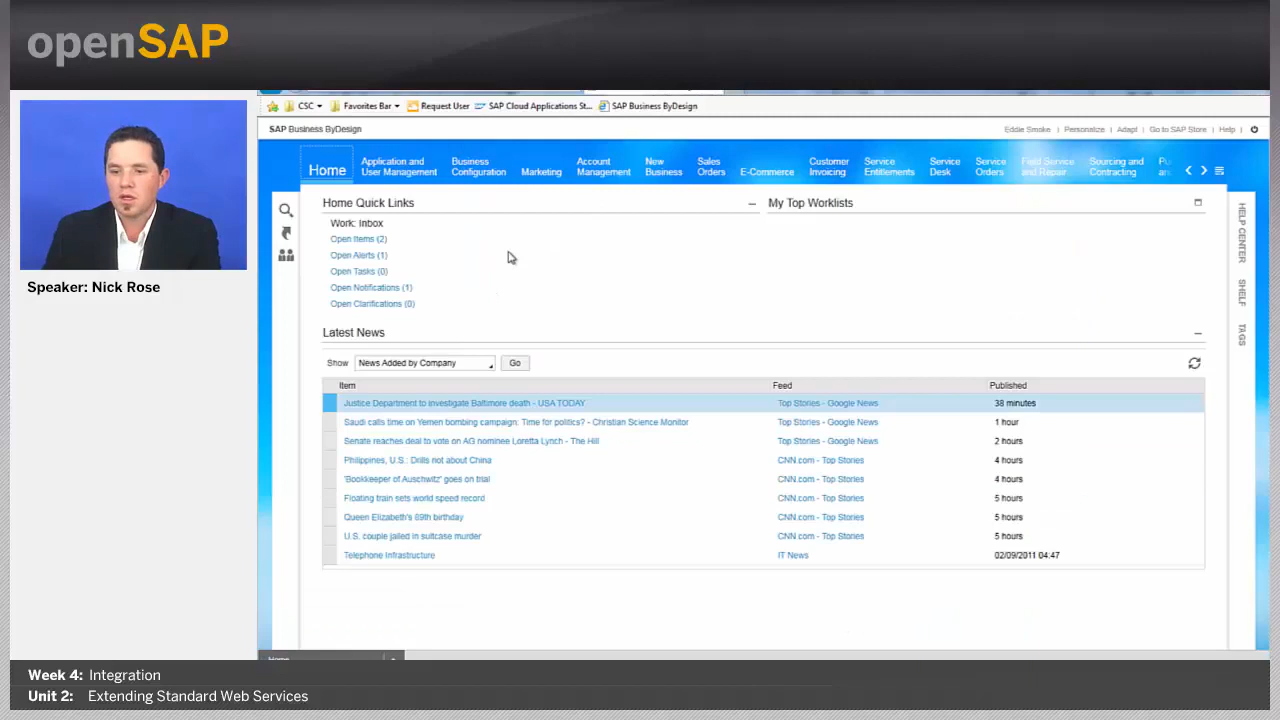 openSAP
CSC
Favorites Bar
Request User
SAP Cloud Applications St...
SAP Business ByDesign
SAP Business ByDesign
Eddie Smoke | Personalize | Adapt | Go to SAP Store | Help |
Home
Application and User Management
Business Configuration
Marketing
Account Management
New Business
Sales Orders
E-Commerce
Customer Invoicing
Service Entitlements
Service Desk
Service Orders
Field Service and Repair
Sourcing and Contracting
Home Quick Links
My Top Worklists
Work: Inbox
Open Items (2)
Open Alerts (1)
Open Tasks (0)
Open Notifications (1)
Open Clarifications (0)
HELP CENTER
SHELF
TAGS
Speaker: Nick Rose
Latest News
Show News Added by Company Go
Item Feed Published
Justice Department to investigate Baltimore death - USA TODAY Top Stories - Google News 38 minutes
Saudi calls time on Yemen bombing campaign: Time for politics? - Christian Science Monitor Top Stories - Google News 1 hour
Senate reaches deal to vote on AG nominee Loretta Lynch - The Hill Top Stories - Google News 2 hours
Philippines, U.S.: Drills not about China CNN.com - Top Stories 4 hours
'Bookkeeper of Auschwitz' goes on trial CNN.com - Top Stories 4 hours
Floating train sets world speed record CNN.com - Top Stories 5 hours
Queen Elizabeth's 89th birthday CNN.com - Top Stories 5 hours
U.S. couple jailed in suitcase murder CNN.com - Top Stories 5 hours
Telephone Infrastructure IT News 02/09/2011 04:47
Week 4: Integration
Unit 2: Extending Standard Web Services